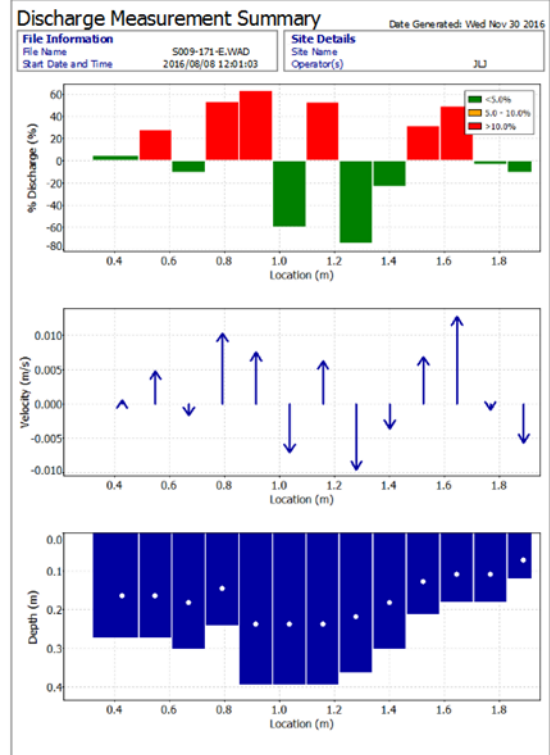 Discharge Measurement Summary
Date Generated: Wed Nov 30 2016
File Information
File Name S009-171-E.WAD
Start Date and Time 2016/08/08 12:01:03
Site Details
Site Name
Operator(s) JLJ
60
40
20
0
-20
-40
-60
-80
% Discharge (%)
<5.0%
5.0 - 10.0%
>10.0%
0.4 0.6 0.8 1.0 1.2 1.4 1.6 1.8
Location (m)
0.010
0.005
0.000
-0.005
-0.010
Velocity (m/s)
0.4 0.6 0.8 1.0 1.2 1.4 1.6 1.8
Location (m)
0.0
0.1
0.2
0.3
0.4
Depth (m)
0.4 0.6 0.8 1.0 1.2 1.4 1.6 1.8
Location (m)